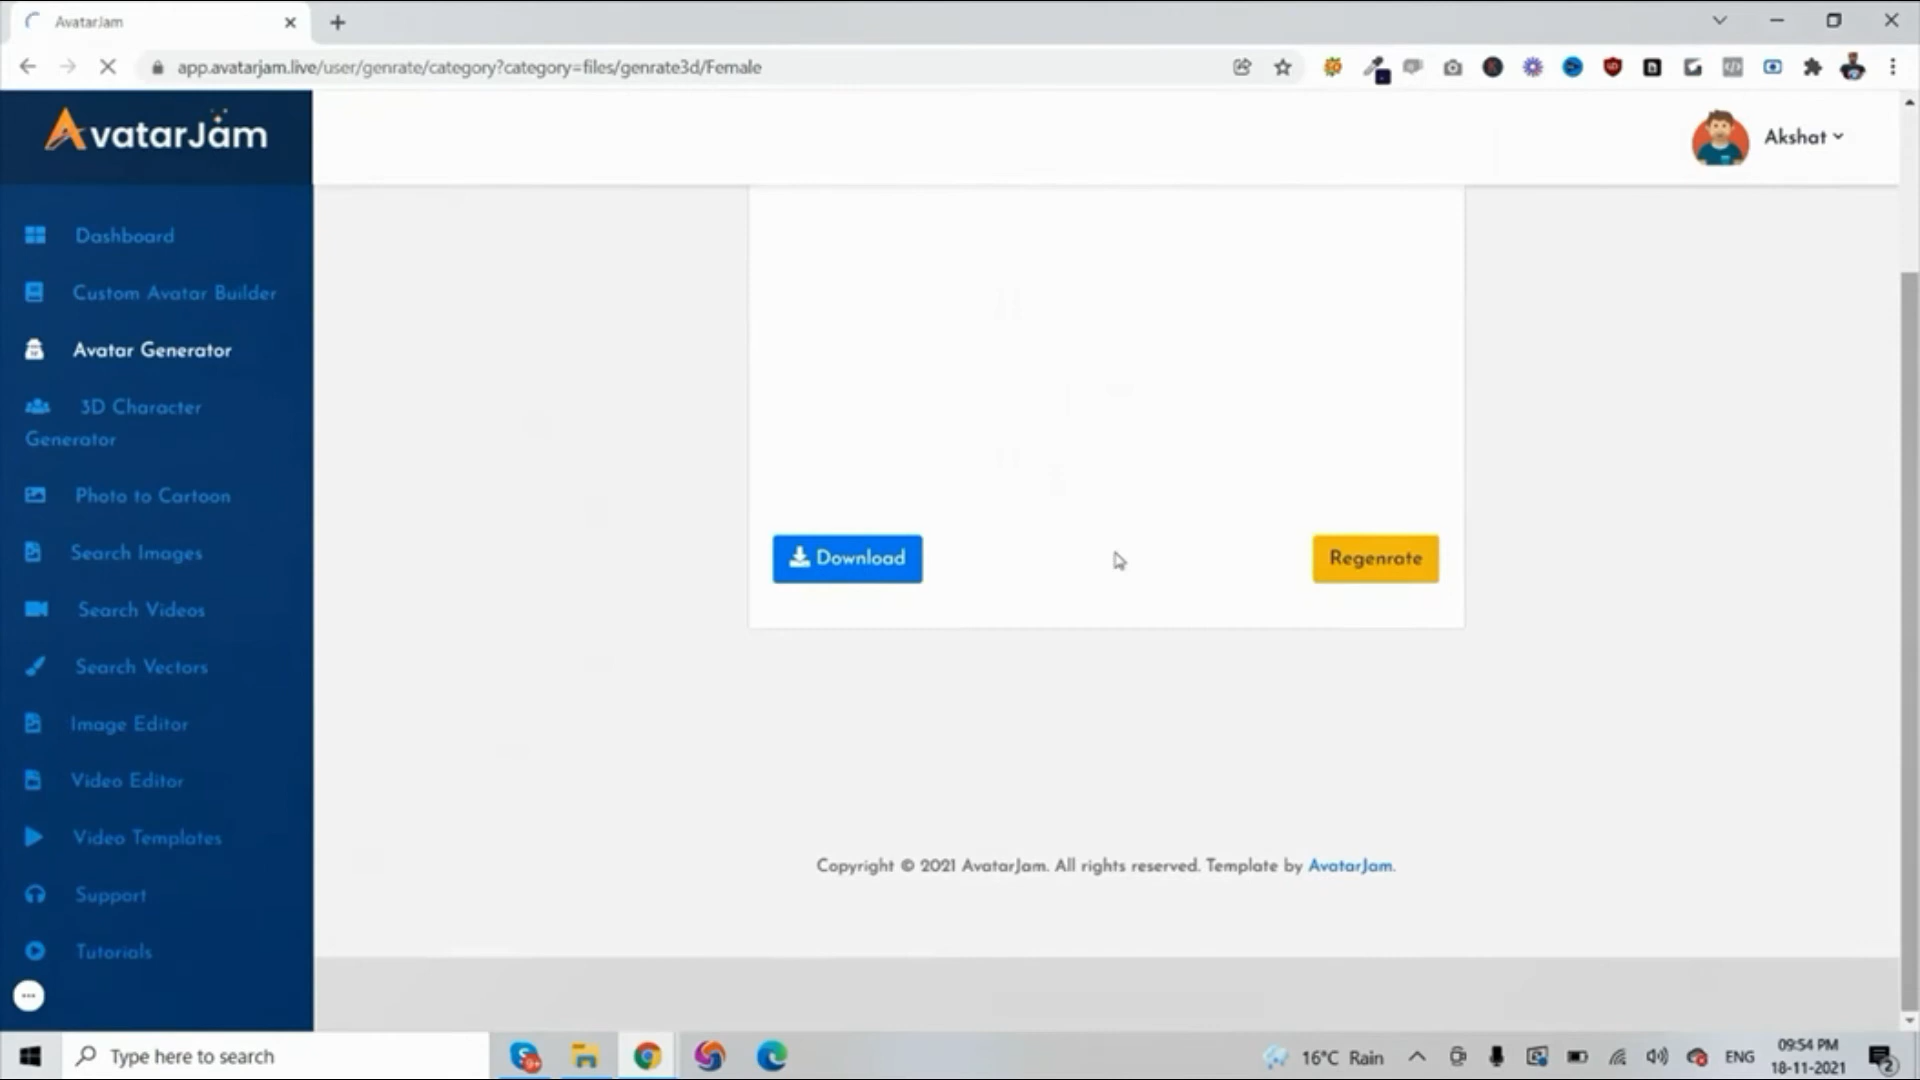 AvatarJam
app.avatarjam.live/user/genrate/category?category=files/genrate3d/Female
AvatarJam
Akshat
Dashboard
Custom Avatar Builder
Avatar Generator
3D Character
Generator
Photo to Cartoon
Search Images
Search Videos
Search Vectors
Image Editor
Video Editor
Video Templates
Support
Tutorials
Download
Regenrate
Copyright © 2021 AvatarJam. All rights reserved. Template by AvatarJam.
Type here to search
16°C Rain
ENG
09:54 PM
18-11-2021
2